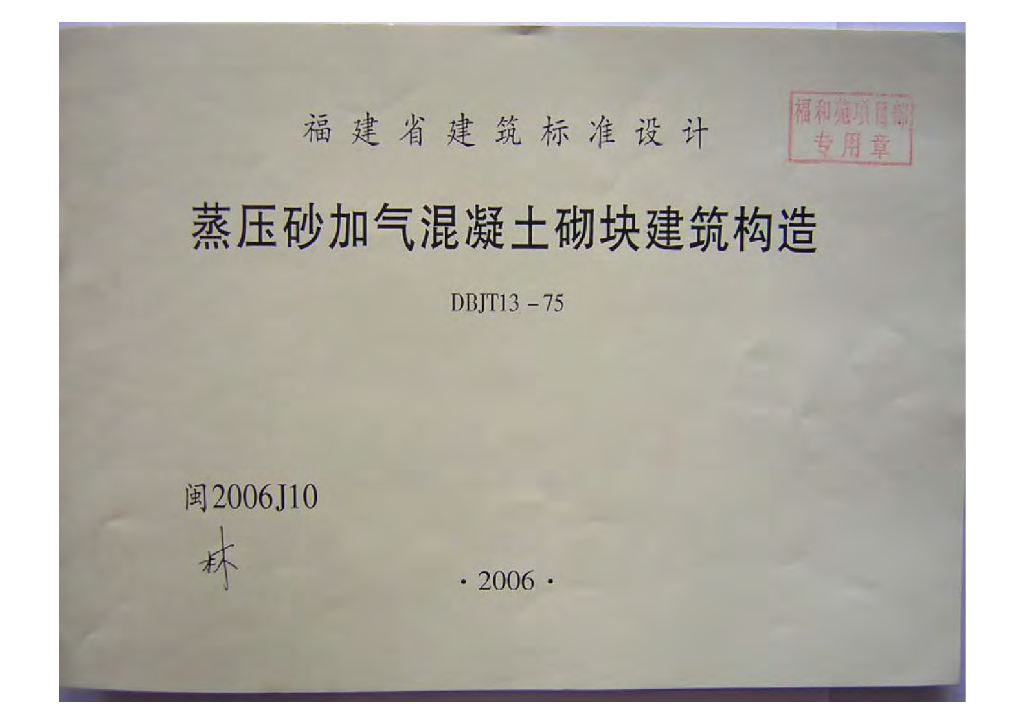 福建省建筑标准设计
福和苑项目部
专用章
蒸压砂加气混凝土砌块建筑构造
DBJT13-75
闽2006J10
林
·2006·